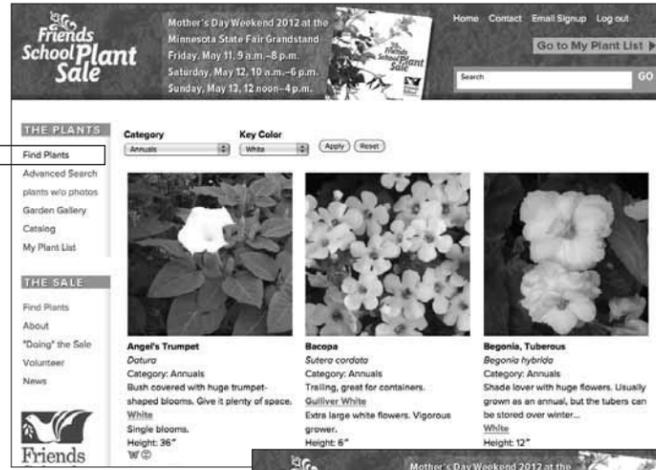 Friends
School Plant
Sale
Mother's Day Weekend 2012 at the
Minnesota State Fair Grandstand
Friday, May 11, 9 a.m.–8 p.m.
Saturday, May 12, 10 a.m.–6 p.m.
Sunday, May 13, 12 noon–4 p.m.
Friends
School Plant
Sale
Home Contact Email Signup Log out
Go to My Plant List
Search GO
THE PLANTS
Find Plants
Advanced Search
plants w/o photos
Garden Gallery
Catalog
My Plant List
THE SALE
Find Plants
About
"Doing" the Sale
Volunteer
News
Friends
Category Key Color
Annuals White Apply Reset
Angel's Trumpet
Datura
Category: Annuals
Bush covered with huge trumpet-
shaped blooms. Give it plenty of space.
White
Single blooms.
Height: 36"
Bacopa
Sutera cordata
Category: Annuals
Trailing, great for containers.
Gulliver White
Extra large white flowers. Vigorous
grower.
Height: 6"
Begonia, Tuberous
Begonia hybrida
Category: Annuals
Shade lover with huge flowers. Usually
grown as an annual, but the tubers can
be stored over winter...
White
Height: 12"
Mother's Day Weekend 2012 at the